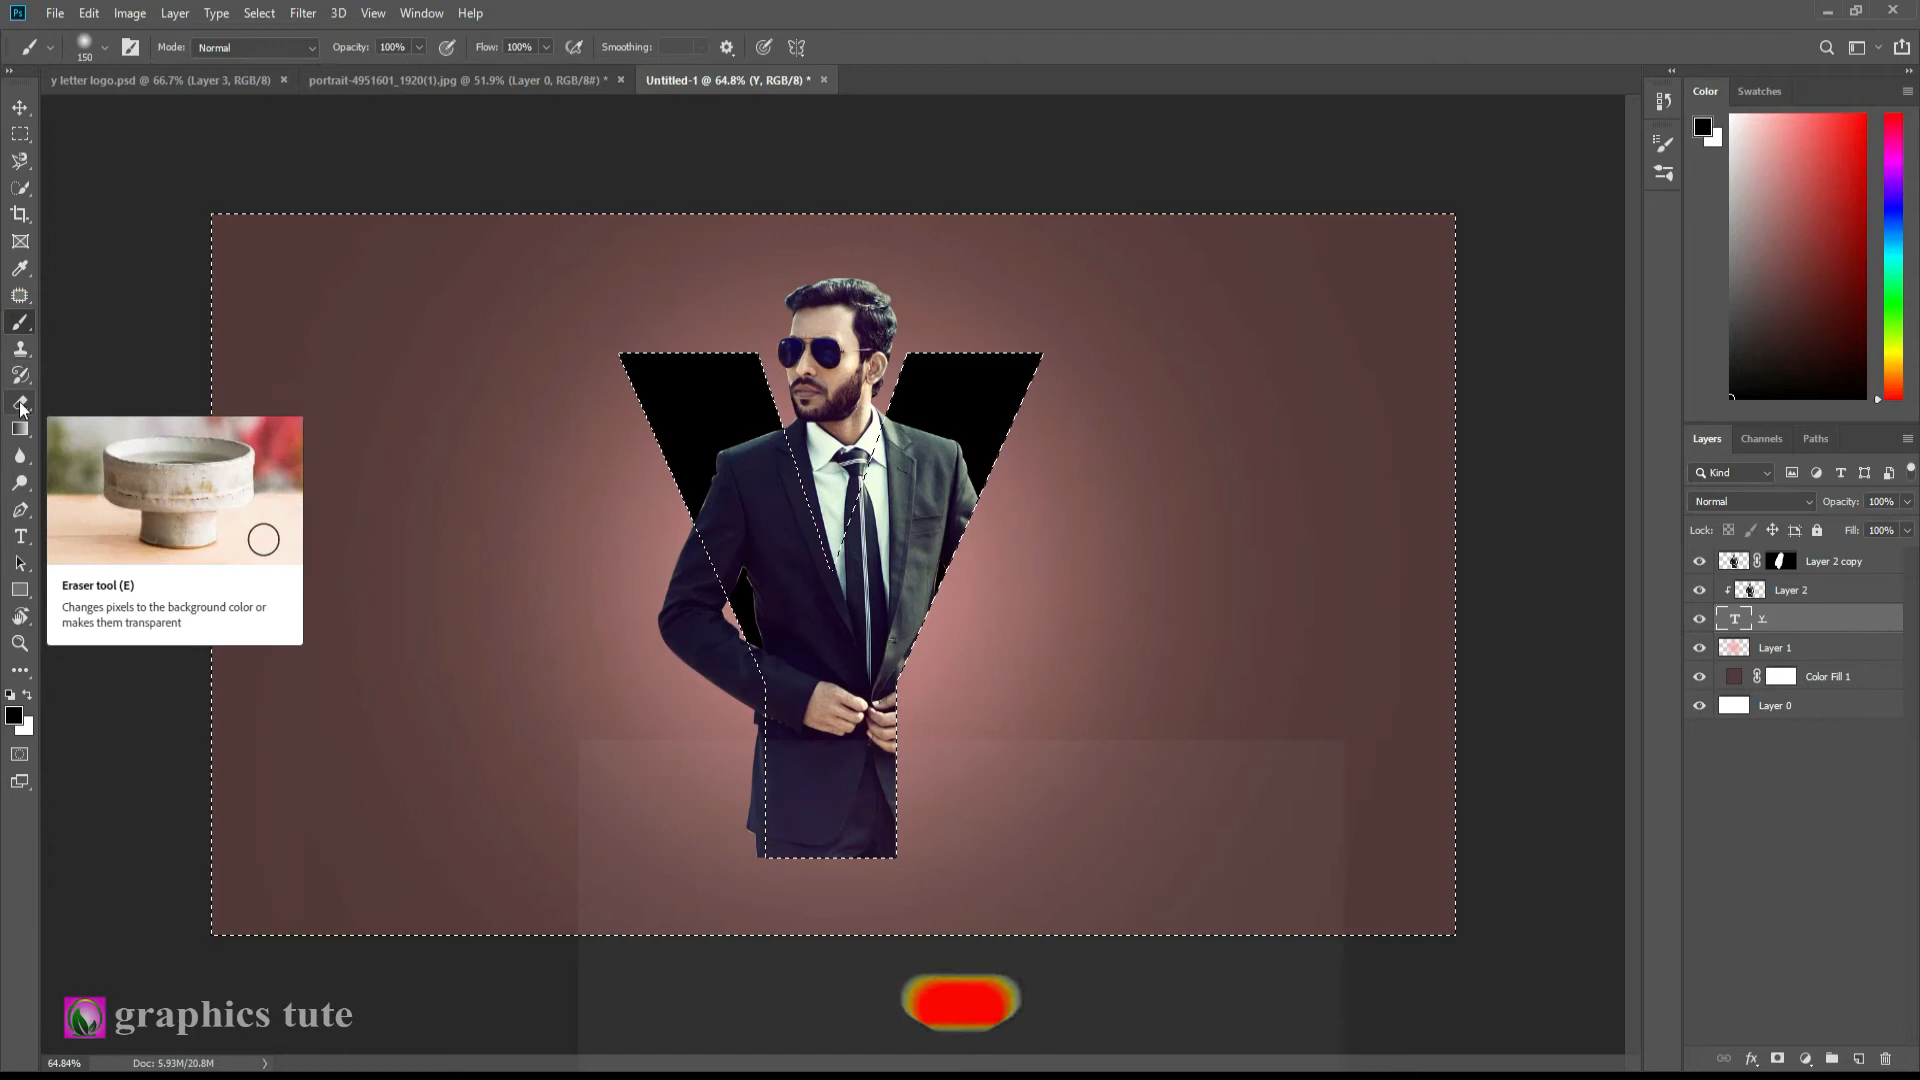 Ps File Edit Image Layer Type Select Filter 3D View Window Help
150 Mode: Normal Opacity: 100% Flow: 100% Smoothing:
y letter logo.psd @ 66.7% (Layer 3, RGB/8) × portrait-4951601_1920(1).jpg @ 51.9% (Layer 0, RGB/8#) * × Untitled-1 @ 64.8% (Y, RGB/8) * ×
Color Swatches
Eraser tool (E)
Changes pixels to the background color or
makes them transparent
Layers Channels Paths
Kind
Normal Opacity: 100%
Lock: Fill: 100%
Layer 2 copy
Layer 2
T Y
Layer 1
Color Fill 1
Layer 0
graphics tute
64.84% Doc: 5.93M/20.8M